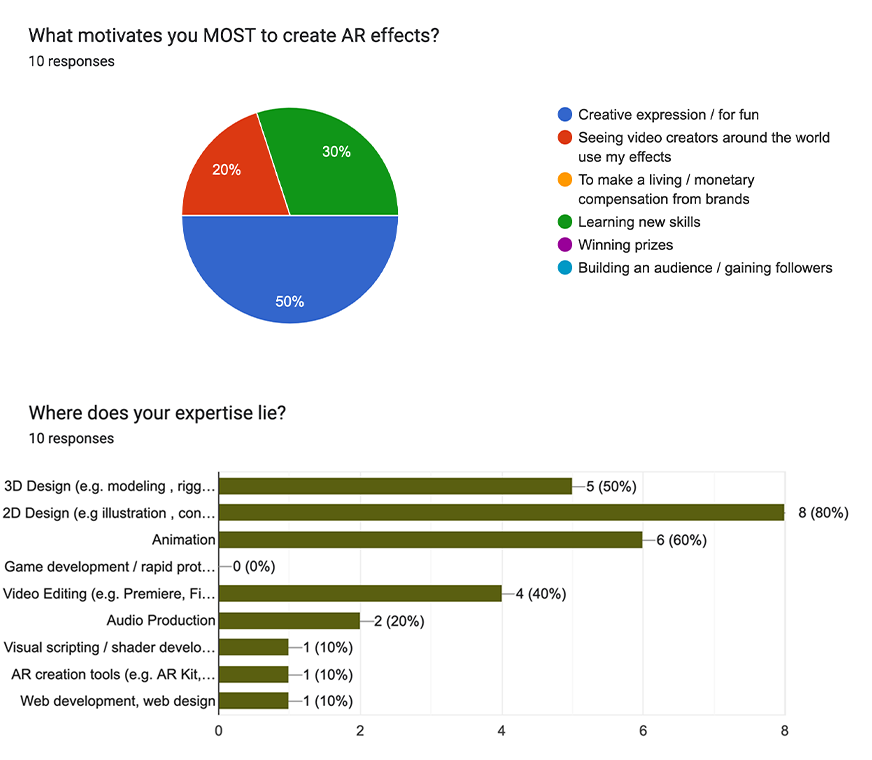 What motivates you MOST to create AR effects?
10 responses
30%
20%
50%
Creative expression / for fun
Seeing video creators around the world
use my effects
To make a living / monetary
compensation from brands
Learning new skills
Winning prizes
Building an audience / gaining followers
Where does your expertise lie?
10 responses
3D Design (e.g. modeling , rigg... 5 (50%)
2D Design (e.g illustration , con... 8 (80%)
Animation 6 (60%)
Game development / rapid prot... 0 (0%)
Video Editing (e.g. Premiere, Fi... 4 (40%)
Audio Production 2 (20%)
Visual scripting / shader develo... 1 (10%)
AR creation tools (e.g. AR Kit,... 1 (10%)
Web development, web design 1 (10%)
0 2 4 6 8